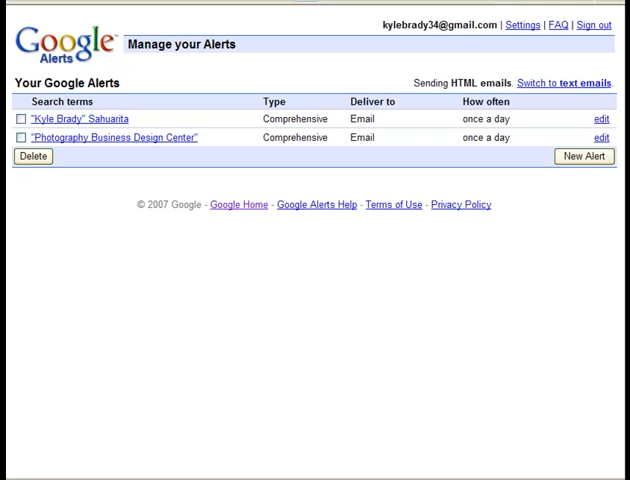 kylebrady34@gmail.com | Settings | FAQ | Sign out
Google™
Alerts
Manage your Alerts
Your Google Alerts
Sending HTML emails. Switch to text emails.
Search terms Type Deliver to How often
"Kyle Brady" Sahuarita Comprehensive Email once a day edit
"Photography Business Design Center" Comprehensive Email once a day edit
Delete New Alert
© 2007 Google - Google Home - Google Alerts Help - Terms of Use - Privacy Policy